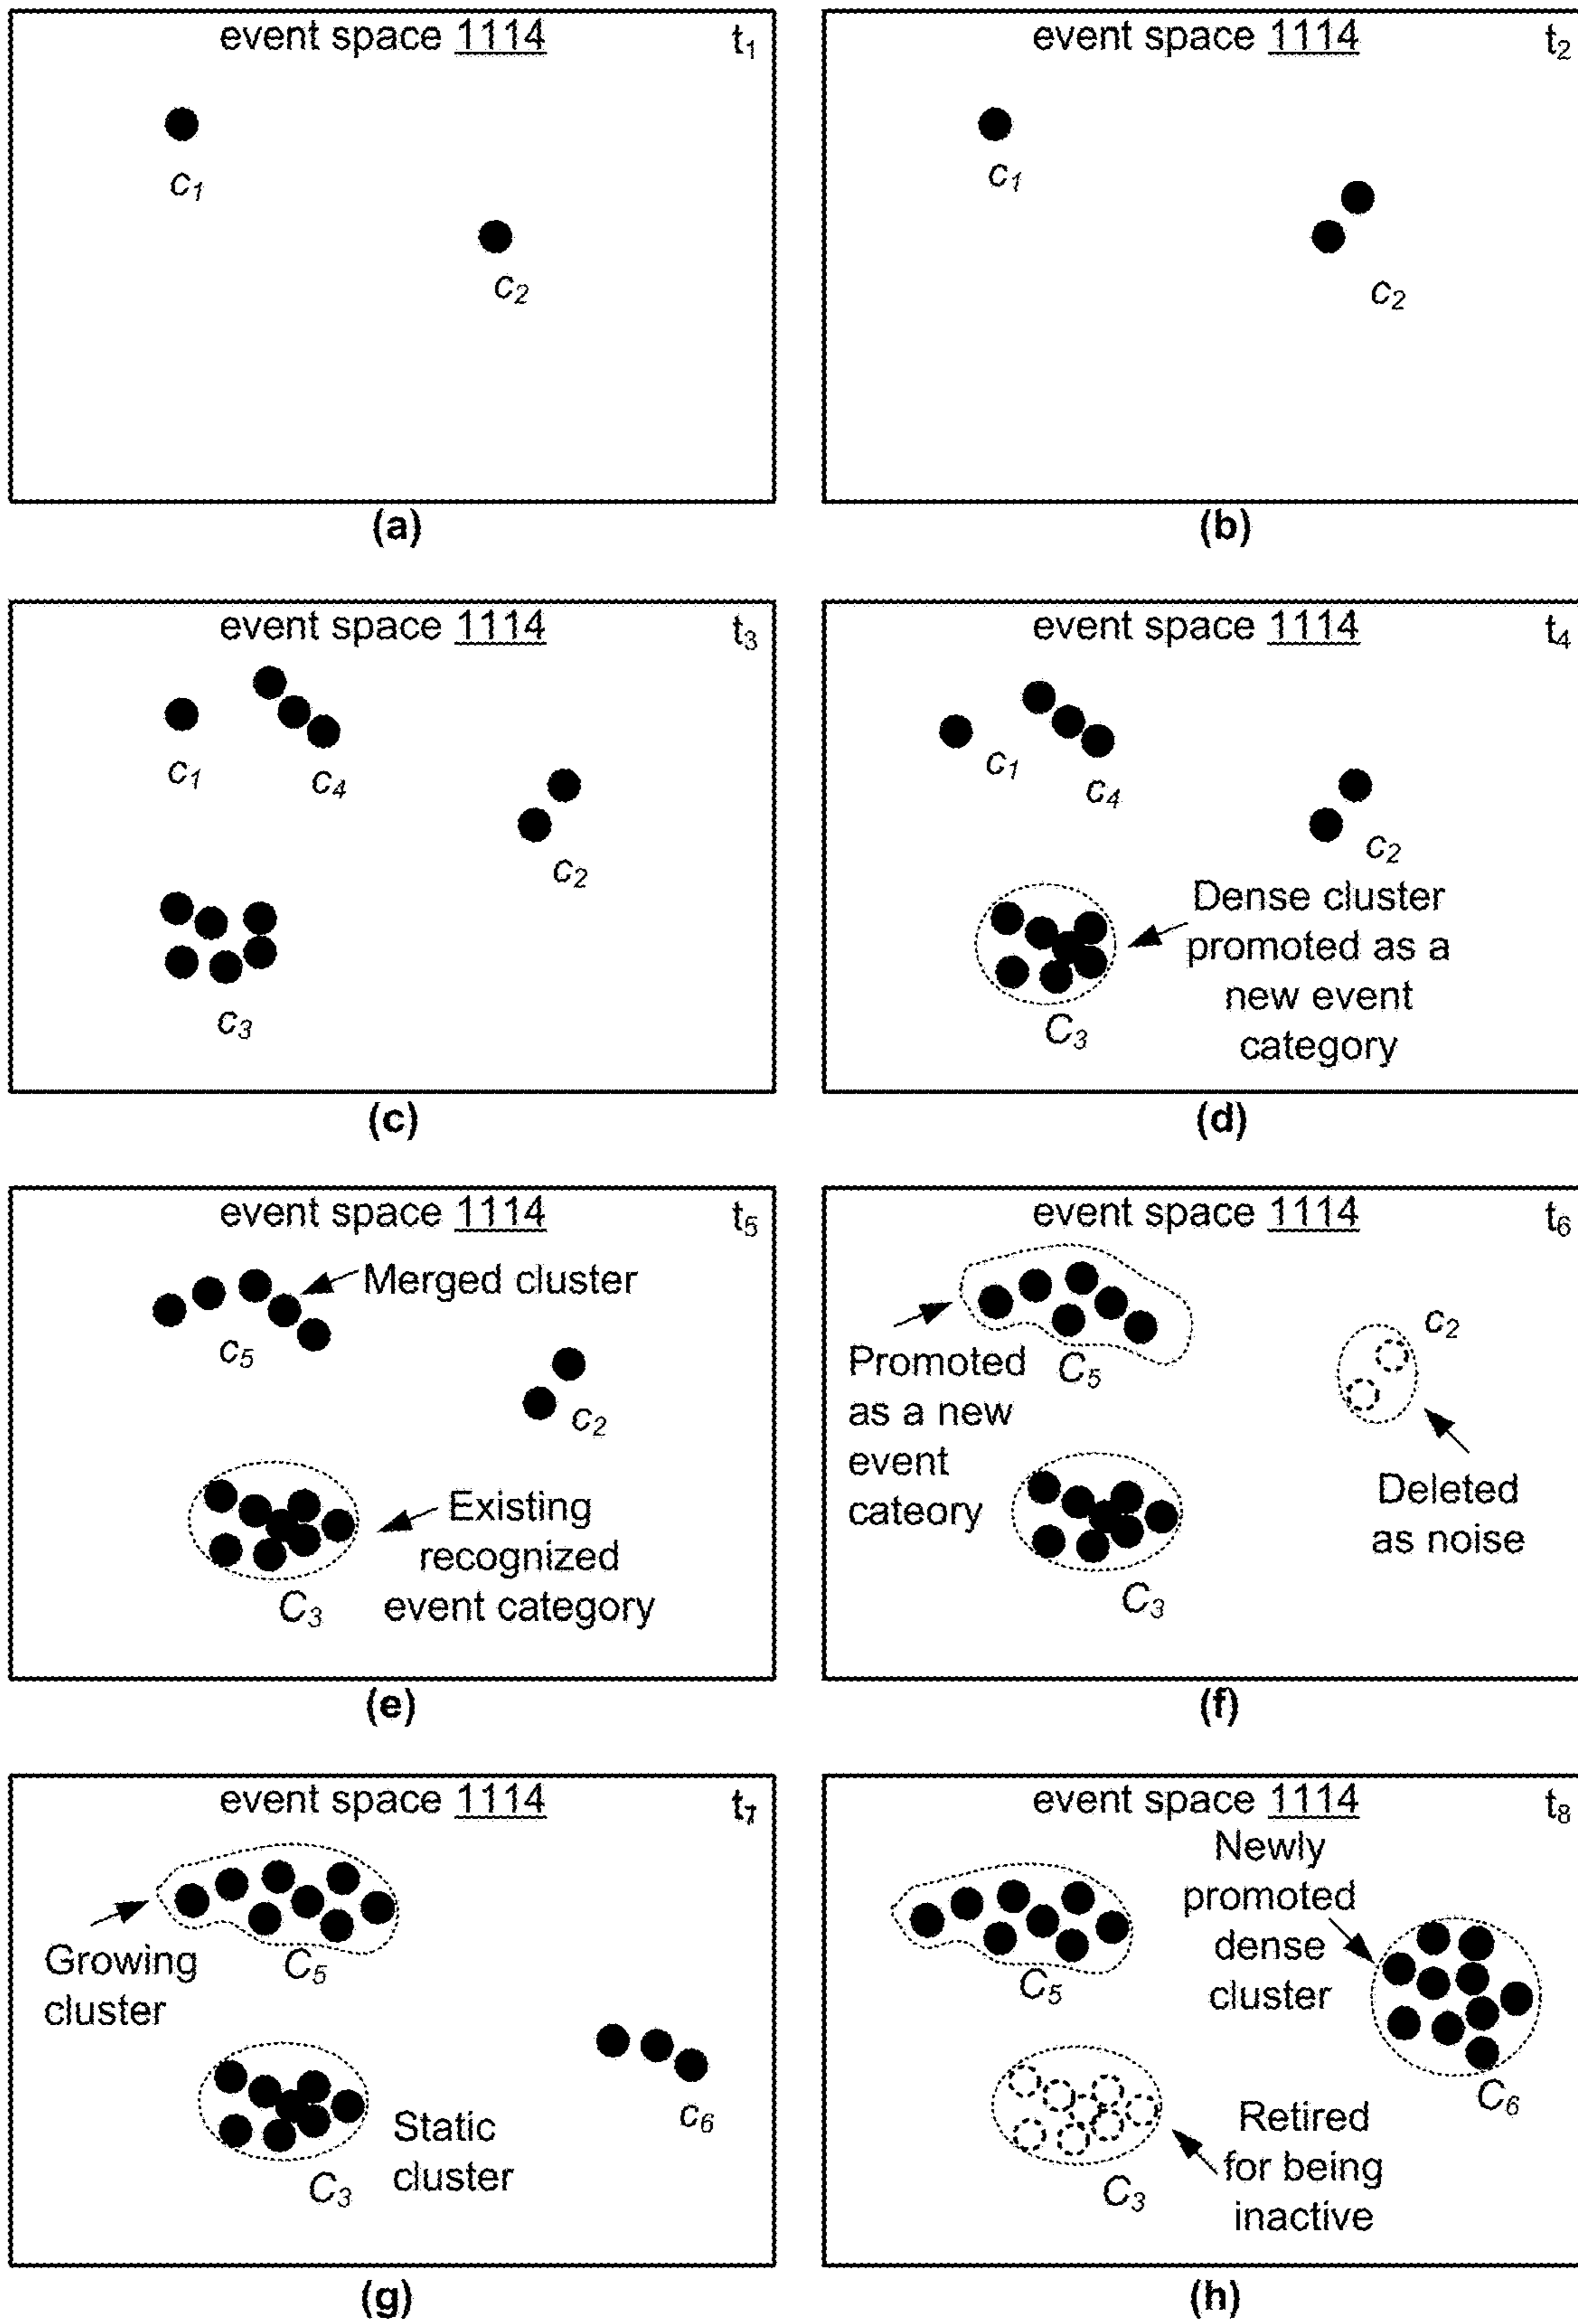 event space 1114 t₁
c₁
c₂
(a)
event space 1114 t₂
c₁
c₂
(b)
event space 1114 t₃
c₁
c₄
c₂
c₃
(c)
event space 1114 t₄
c₁
c₄
c₂
Dense cluster
promoted as a
new event
category
C₃
(d)
event space 1114 t₅
Merged cluster
c₅
c₂
Existing
recognized
event category
C₃
(e)
event space 1114 t₆
c₂
Promoted
as a new
event
cateory
C₅
Deleted
as noise
C₃
(f)
event space 1114 t₇
Growing
cluster
C₅
c₆
Static
cluster
C₃
(g)
event space 1114 t₈
Newly
promoted
dense
cluster
C₅
C₆
Retired
for being
inactive
C₃
(h)